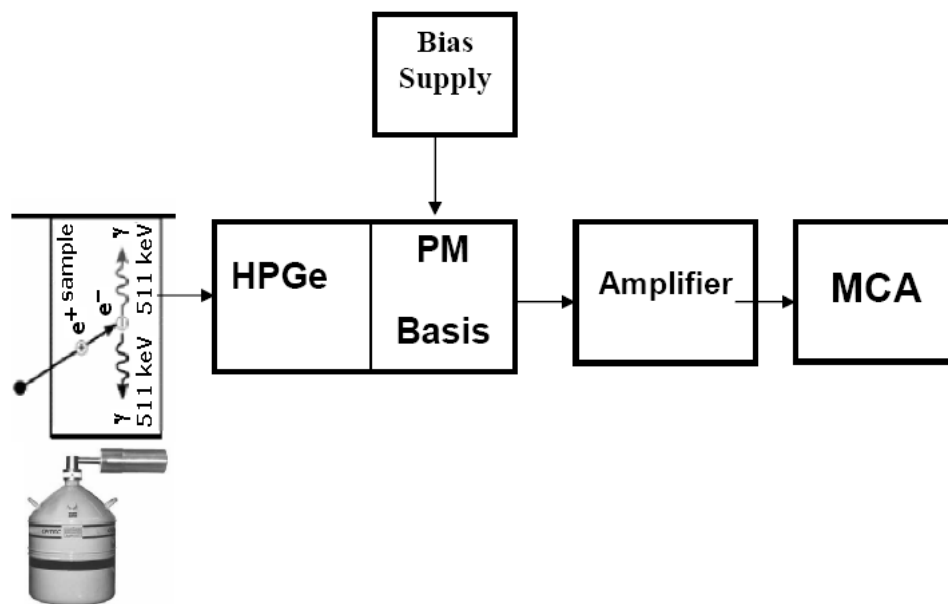 Bias
Supply
HPGe
PM
Basis
Amplifier
MCA
e+ sample
e−
γ
511 keV
γ
511 keV